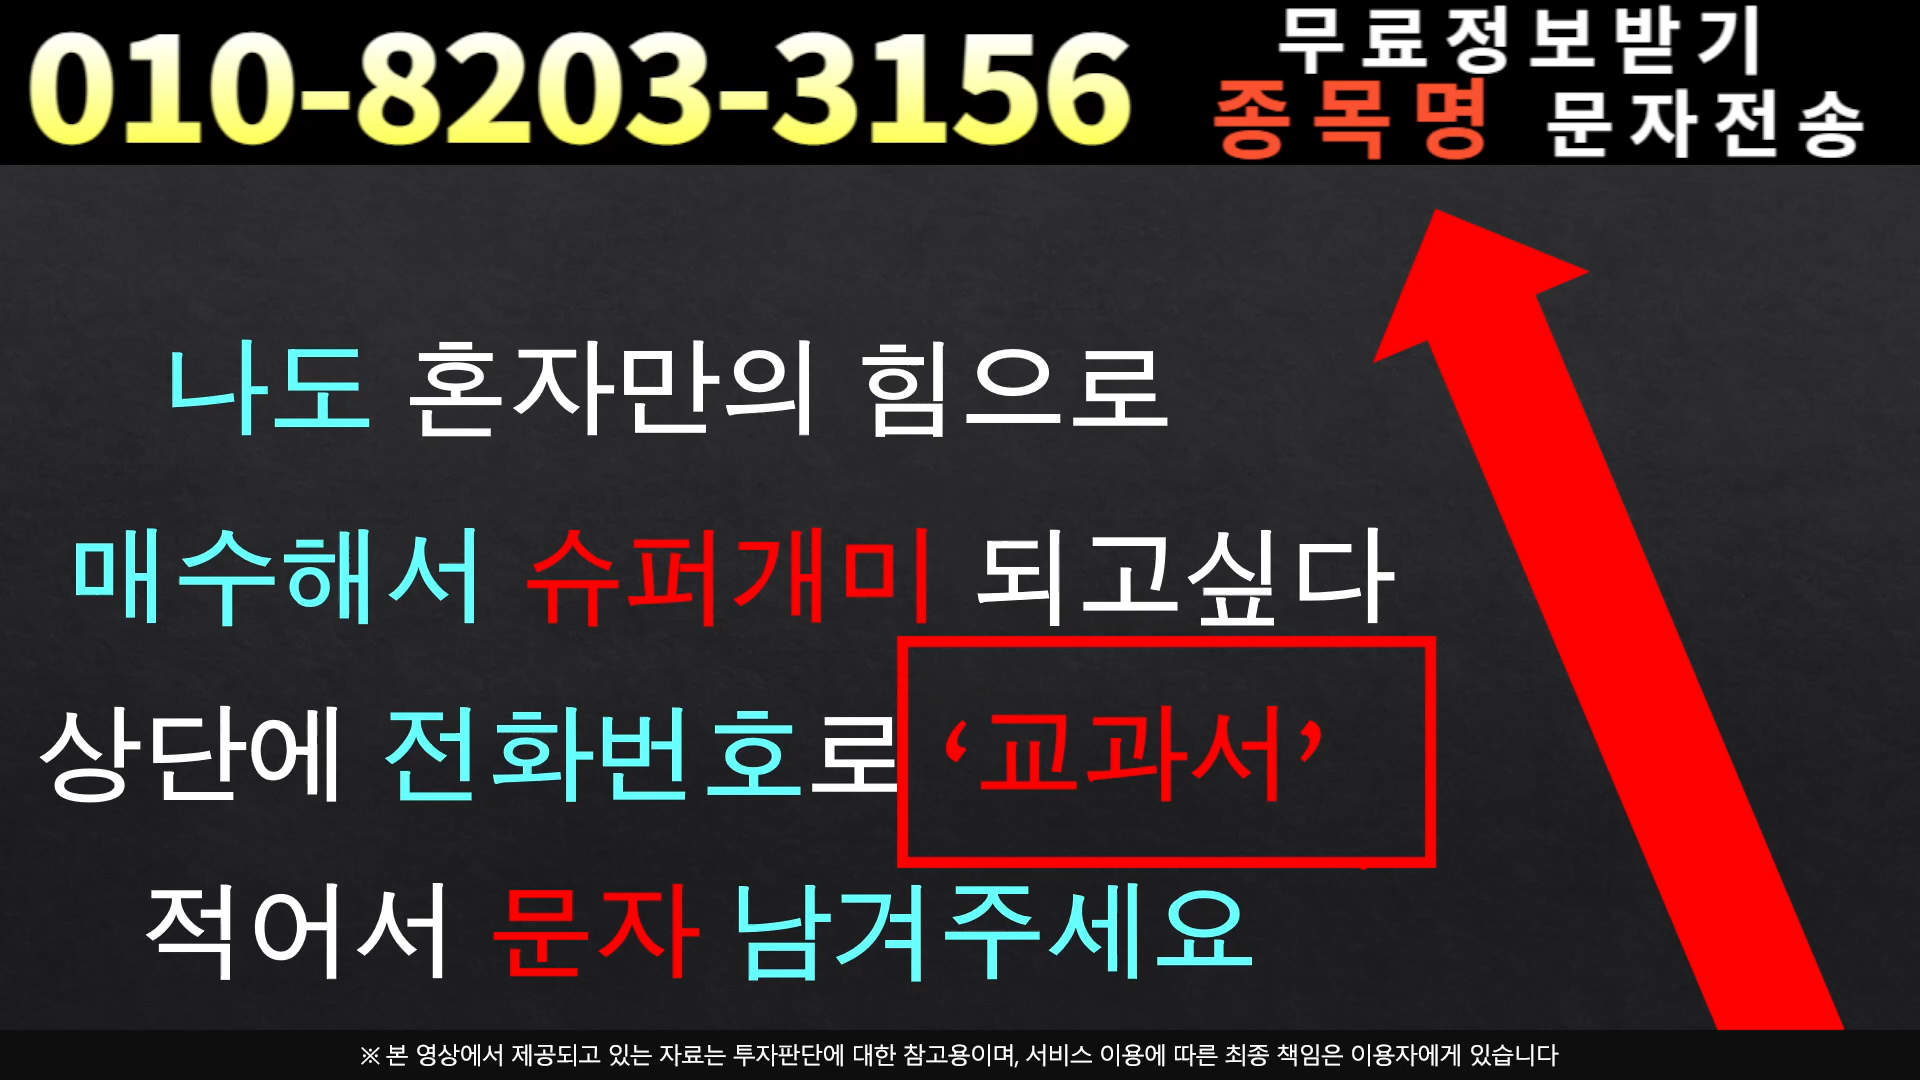 010-8203-3156
무료정보받기
종목명 문자전송
나도 혼자만의 힘으로
매수해서 슈퍼개미 되고싶다
상단에 전화번호로 ‘교과서’
적어서 문자 남겨주세요
※ 본 영상에서 제공되고 있는 자료는 투자판단에 대한 참고용이며, 서비스 이용에 따른 최종 책임은 이용자에게 있습니다